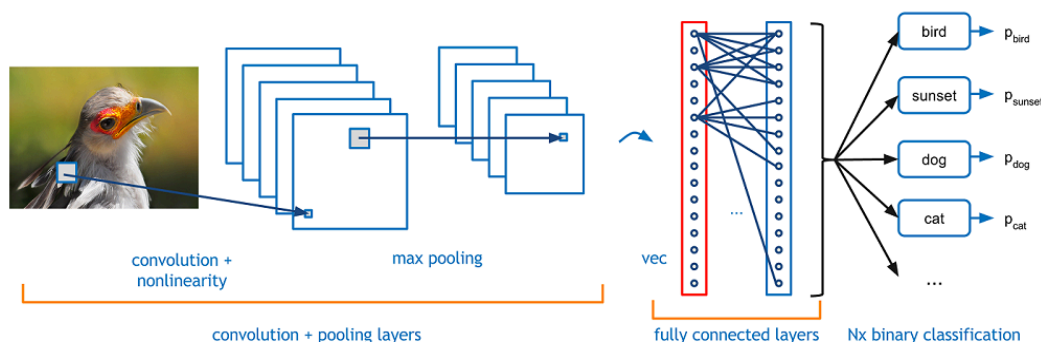 bird
p_bird
sunset
p_sunset
dog
p_dog
cat
p_cat
...
...
convolution +
nonlinearity
max pooling
vec
convolution + pooling layers
fully connected layers
Nx binary classification